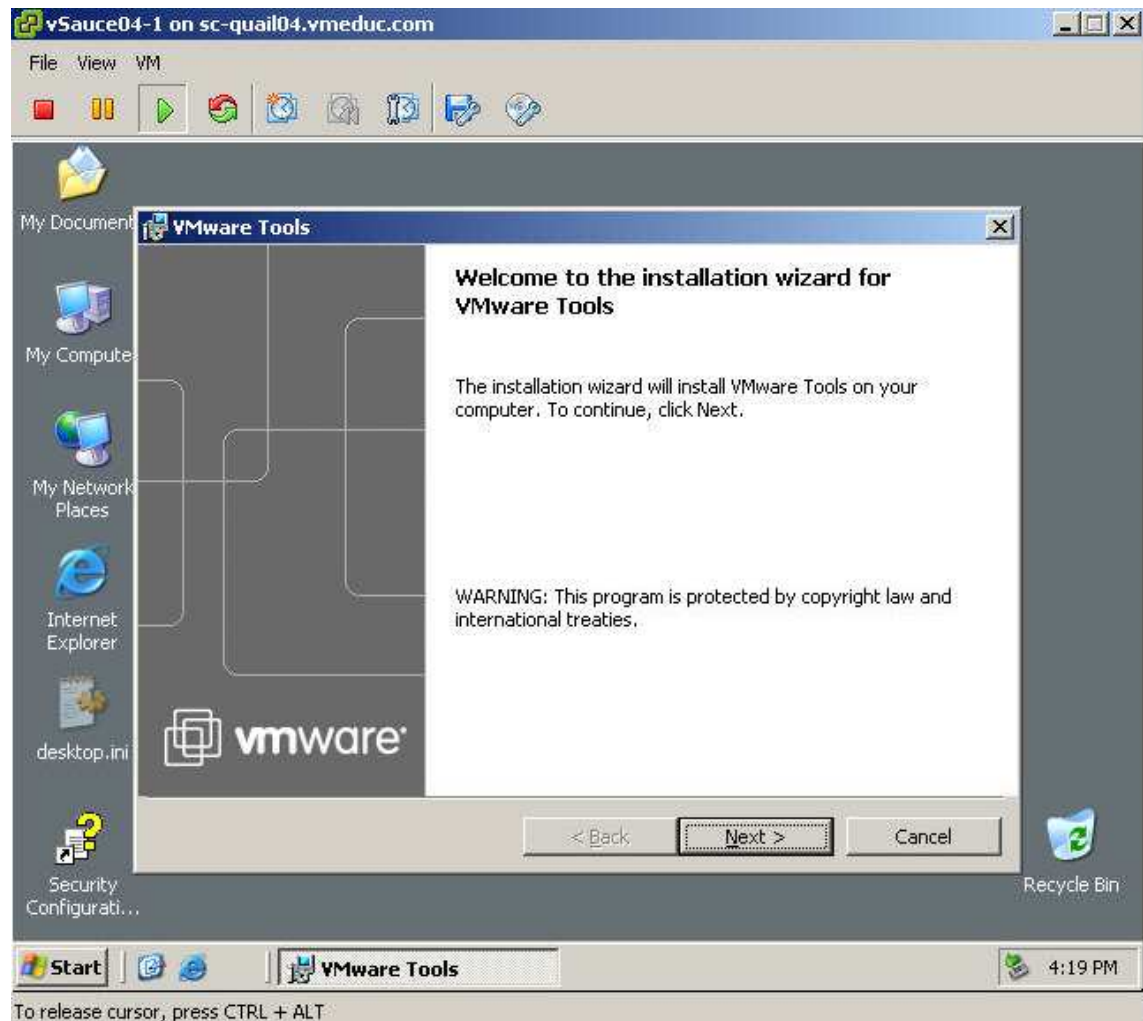 vSauce04-1 on sc-quail04.vmeduc.com
File View VM
My Document
VMware Tools
Welcome to the installation wizard for
VMware Tools
My Compute
The installation wizard will install VMware Tools on your
computer. To continue, click Next.
My Network
Places
WARNING: This program is protected by copyright law and
international treaties.
Internet
Explorer
desktop.ini
vmware
< Back
Next >
Cancel
Security
Configurati...
Recycle Bin
Start
VMware Tools
4:19 PM
To release cursor, press CTRL + ALT